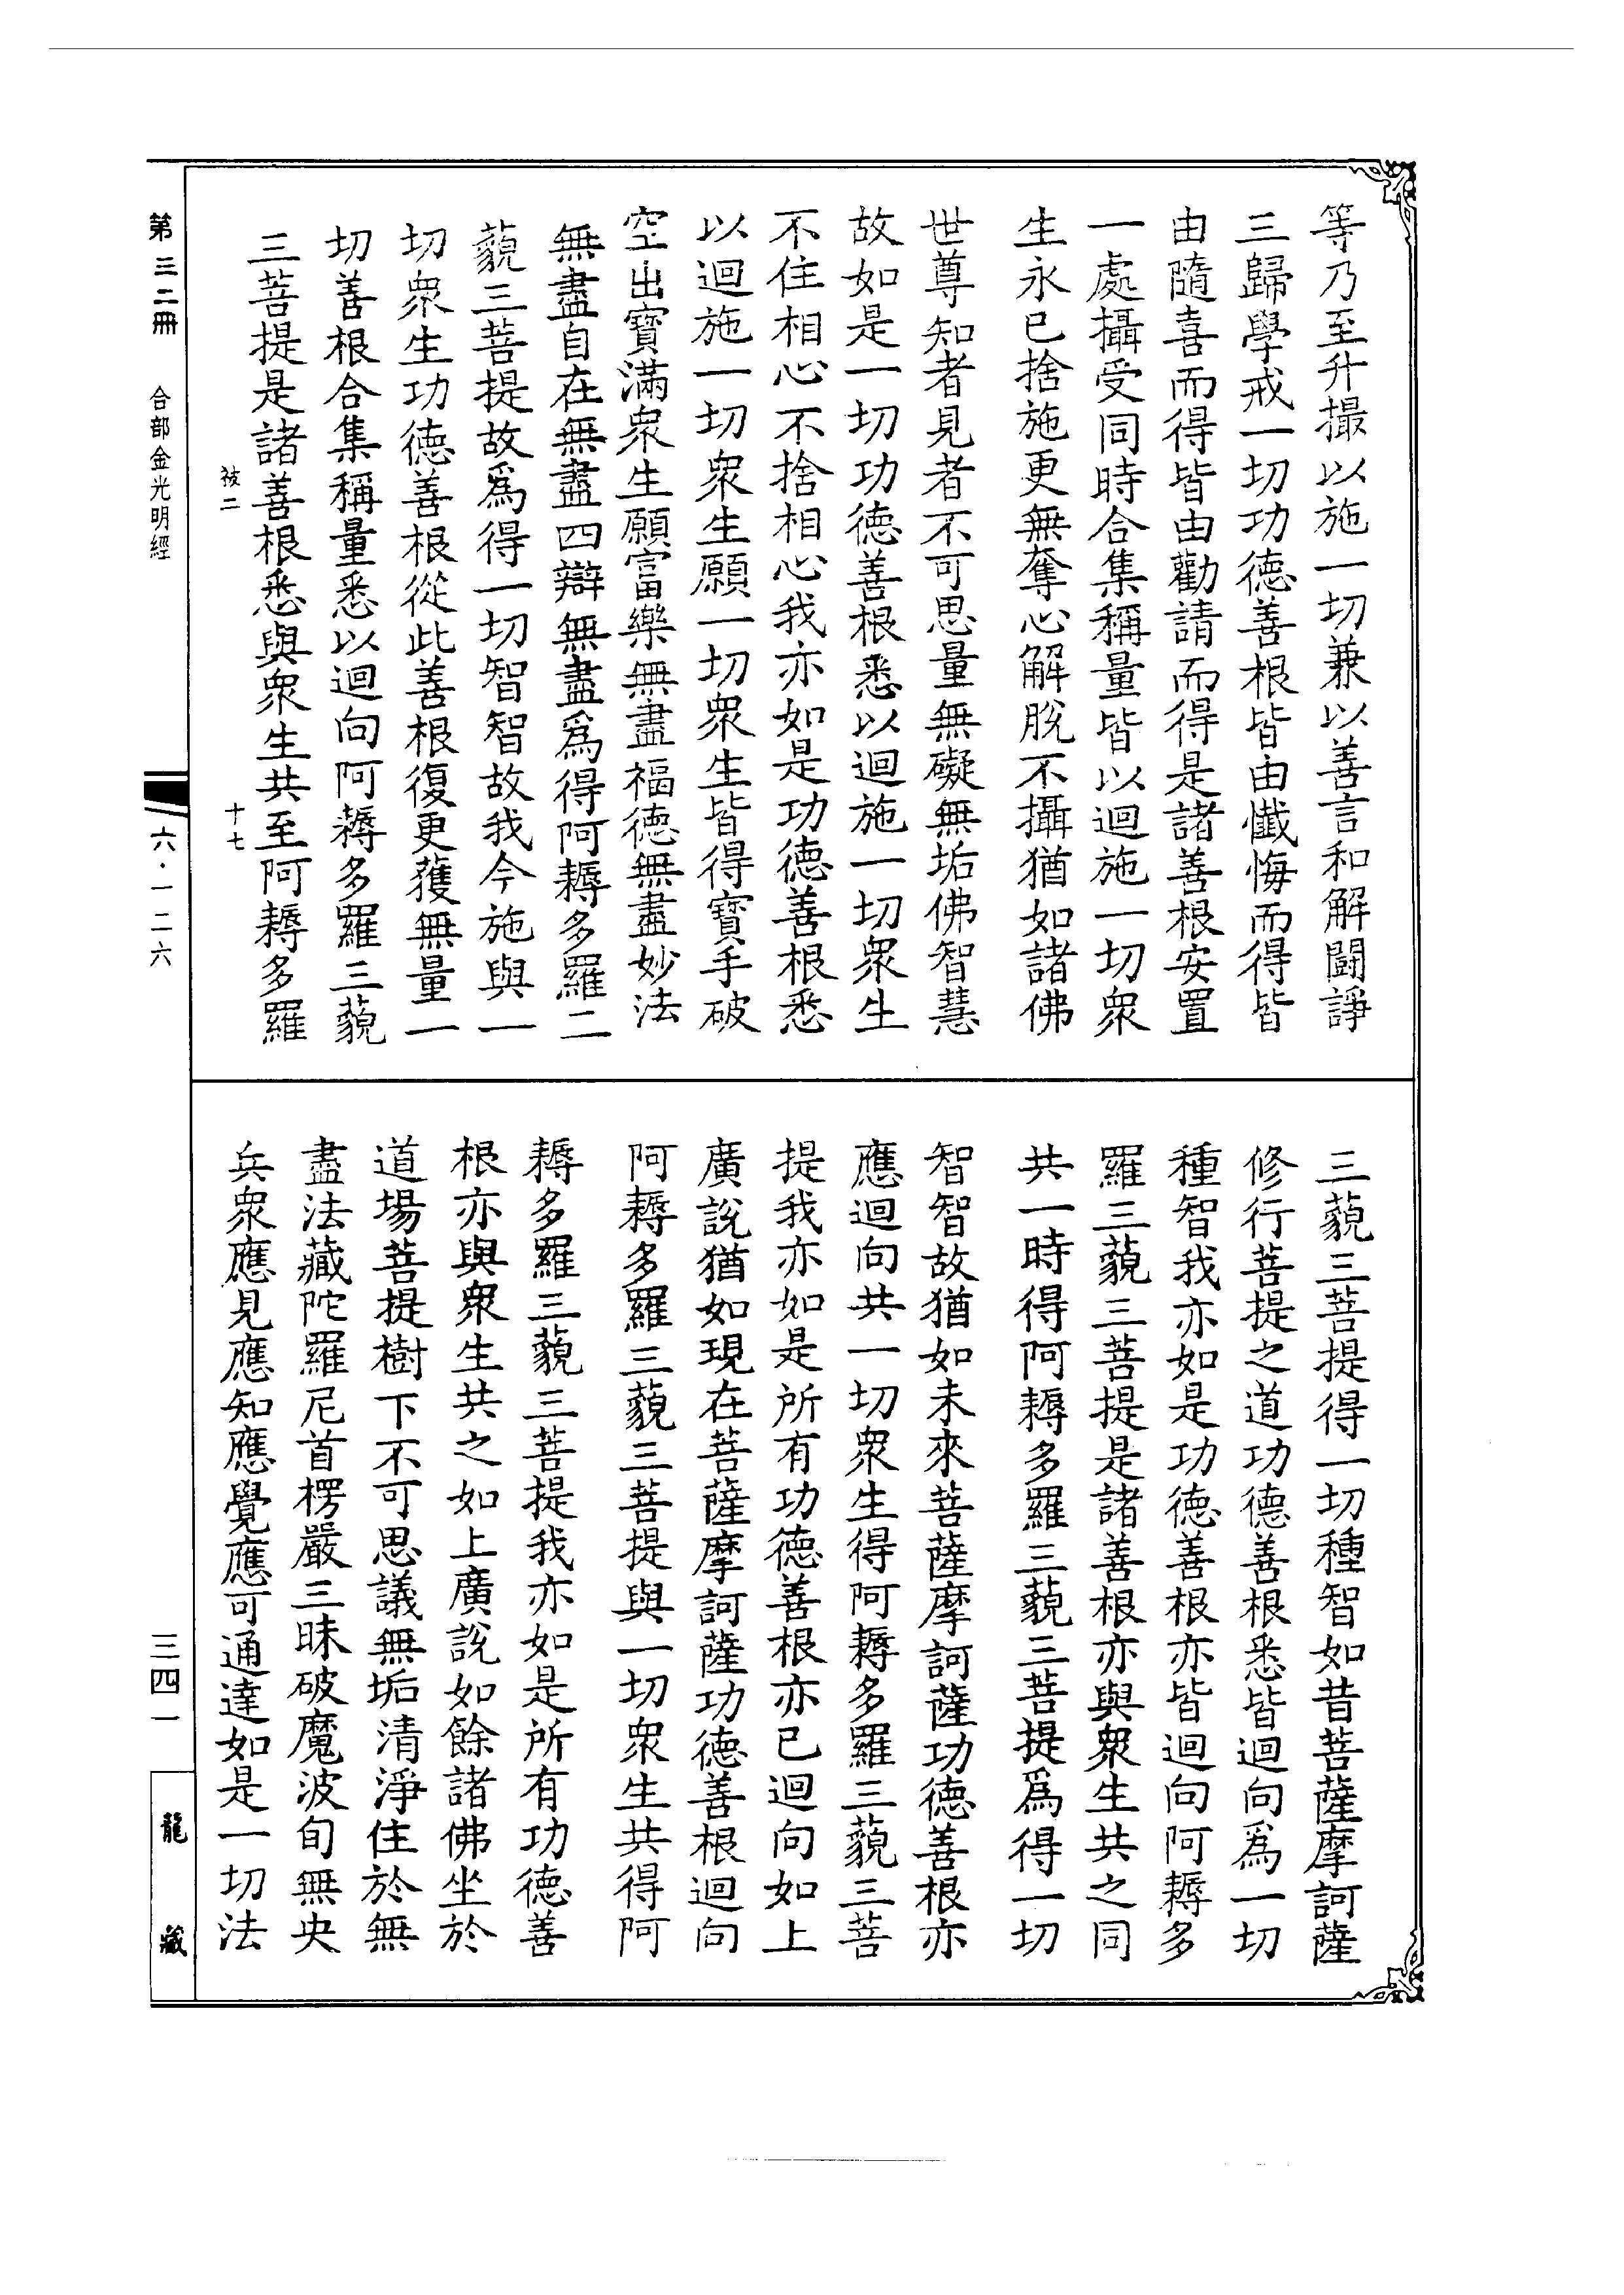 等乃至升撮以施一切兼以善言和解鬬諍
三歸學戒一切功德善根皆由懺悔而得皆
由隨喜而得皆由勸請而得是諸善根安置
一處攝受同時合集稱量皆以迴施一切眾
生永已捨施更無奪心解脫不攝猶如諸佛
世尊知者見者不可思量無礙無垢佛智慧
故如是一切功德善根悉以迴施一切眾生
不住相心不捨相心我亦如是功德善根悉
以迴施一切眾生願一切眾生皆得寶手破
空出寶滿眾生願富樂無盡福德無盡妙法
無盡自在無盡四辯無盡爲得阿耨多羅二
藐三菩提故爲得一切智智故我今施與一
切眾生功德善根從此善根復更獲無量一
切善根合集稱量悉以迴向阿耨多羅三藐
三菩提是諸善根悉與眾生共至阿耨多羅
三藐三菩提得一切種智如昔菩薩摩訶薩
修行菩提之道功德善根悉皆迴向爲一切
種智我亦如是功德善根亦皆迴向阿耨多
羅三藐三菩提是諸善根亦與眾生共之同
共一時得阿耨多羅三藐三菩提爲得一切
智智故猶如未來菩薩摩訶薩功德善根亦
應迴向共一切眾生得阿耨多羅三藐三菩
提我亦如是所有功德善根亦已迴向如上
廣說猶如現在菩薩摩訶薩功德善根迴向
阿耨多羅三藐三菩提與一切眾生共得阿
耨多羅三藐三菩提我亦如是所有功德善
根亦與眾生共之如上廣說如餘諸佛坐於
道場菩提樹下不可思議無垢清淨住於無
盡法藏陀羅尼首楞嚴三昧破魔波旬無央
兵眾應見應知應覺應可通達如是一切法
祴二 十七
第三二冊 合部金光明經 六·一二六 三四一 龍藏